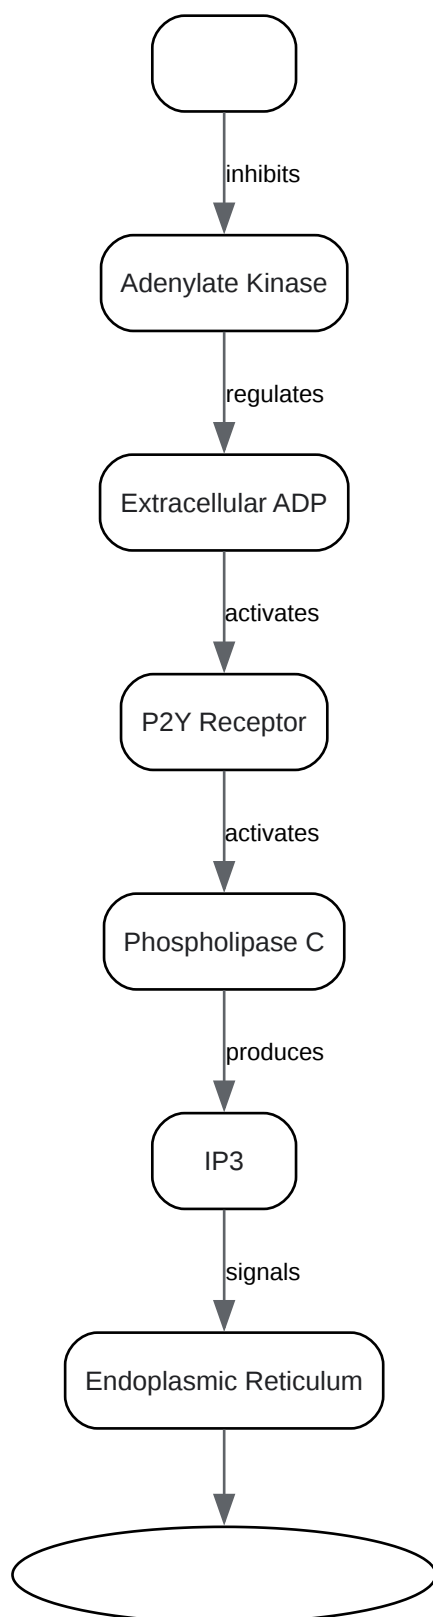 inhibits
Adenylate Kinase
regulates
Extracellular ADP
activates
P2Y Receptor
activates
Phospholipase C
produces
IP3
signals
Endoplasmic Reticulum